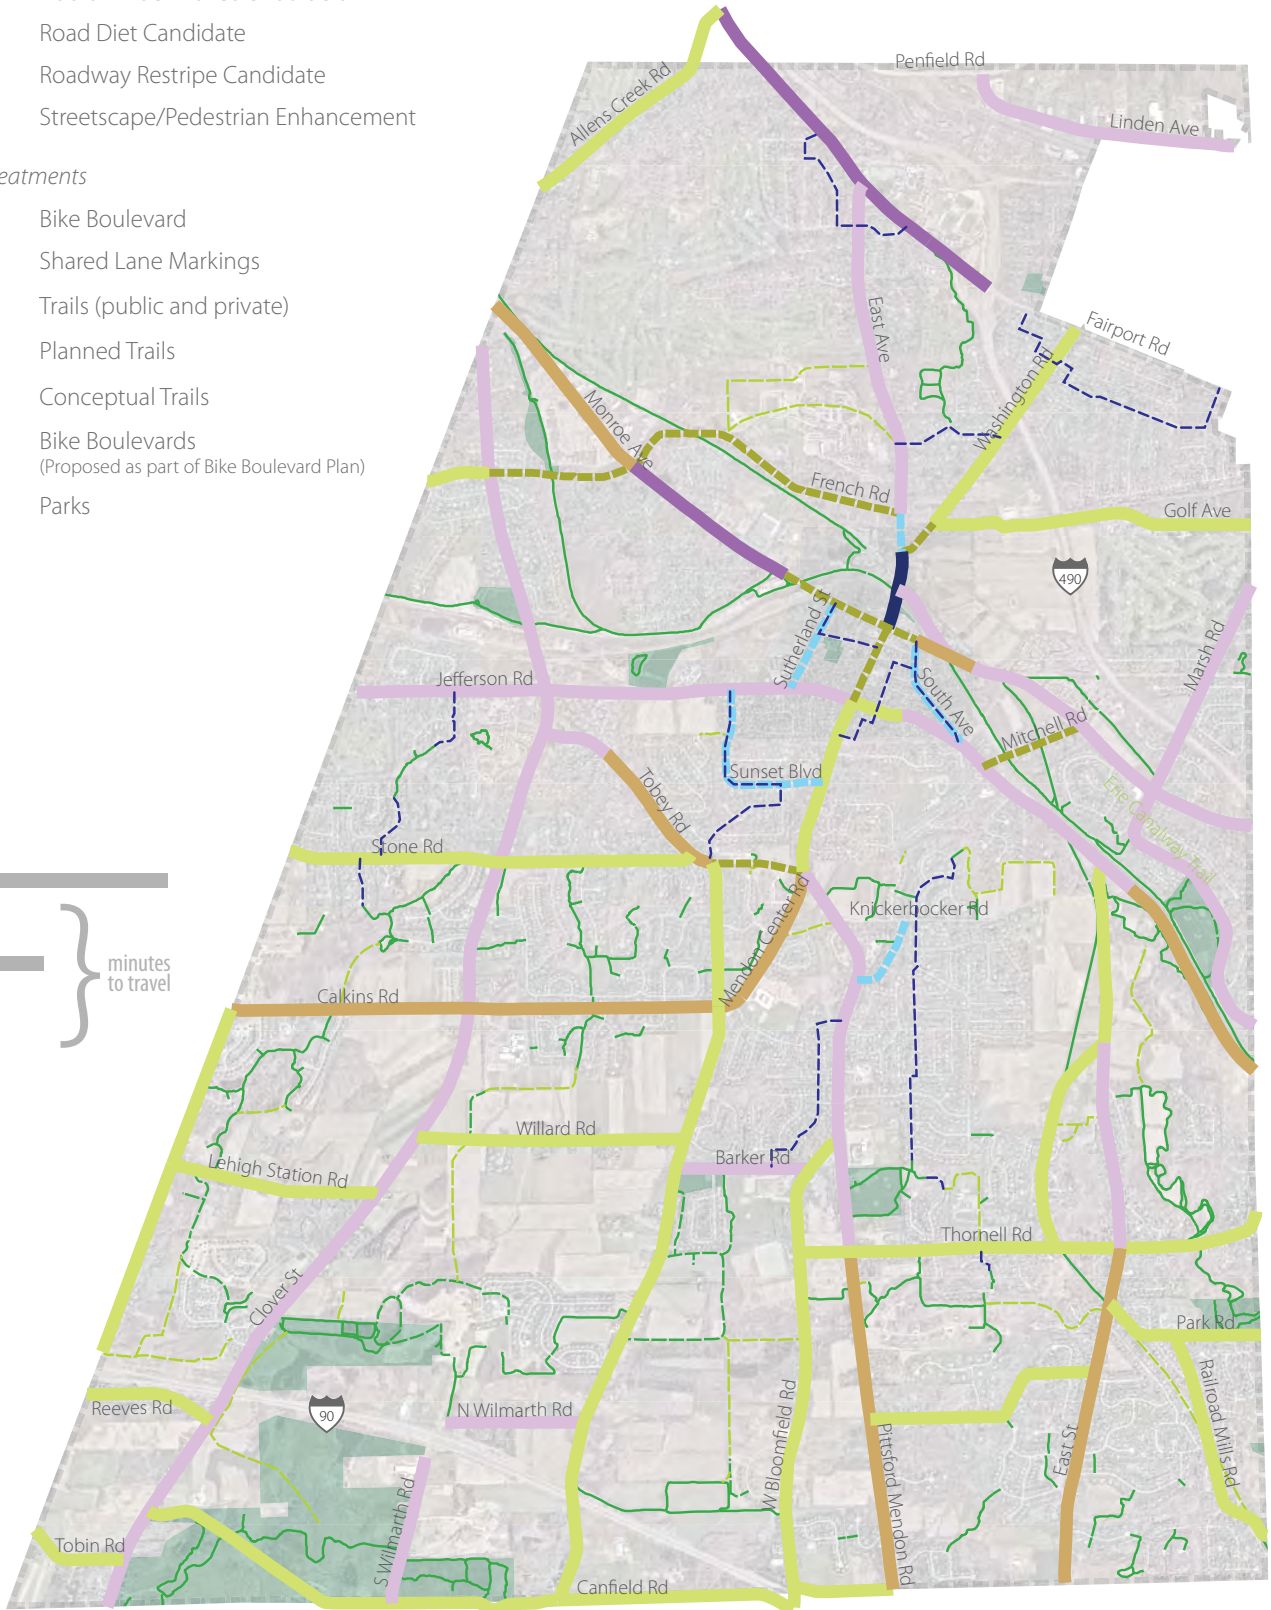 Road Diet Candidate
Roadway Restripe Candidate
Streetscape/Pedestrian Enhancement
eatments
Bike Boulevard
Shared Lane Markings
Trails (public and private)
Planned Trails
Conceptual Trails
Bike Boulevards
(Proposed as part of Bike Boulevard Plan)
Parks
minutes
to travel
Penfield Rd
Allens Creek Rd
Linden Ave
East Ave
Fairport Rd
Washington Rd
Monroe Ave
French Rd
Golf Ave
490
Sutherland St
Marsh Rd
Jefferson Rd
South Ave
Mitchell Rd
Sunset Blvd
Tobey Rd
Erie Canalway Trail
Stone Rd
Knickerbocker Rd
Mendon Center Rd
Calkins Rd
Willard Rd
Barker Rd
Lehigh Station Rd
Thornell Rd
Clover St
Park Rd
Railroad Mills Rd
Reeves Rd
90
N Wilmarth Rd
W Bloomfield Rd
Pittsford Mendon Rd
East St
S Wilmarth Rd
Tobin Rd
Canfield Rd